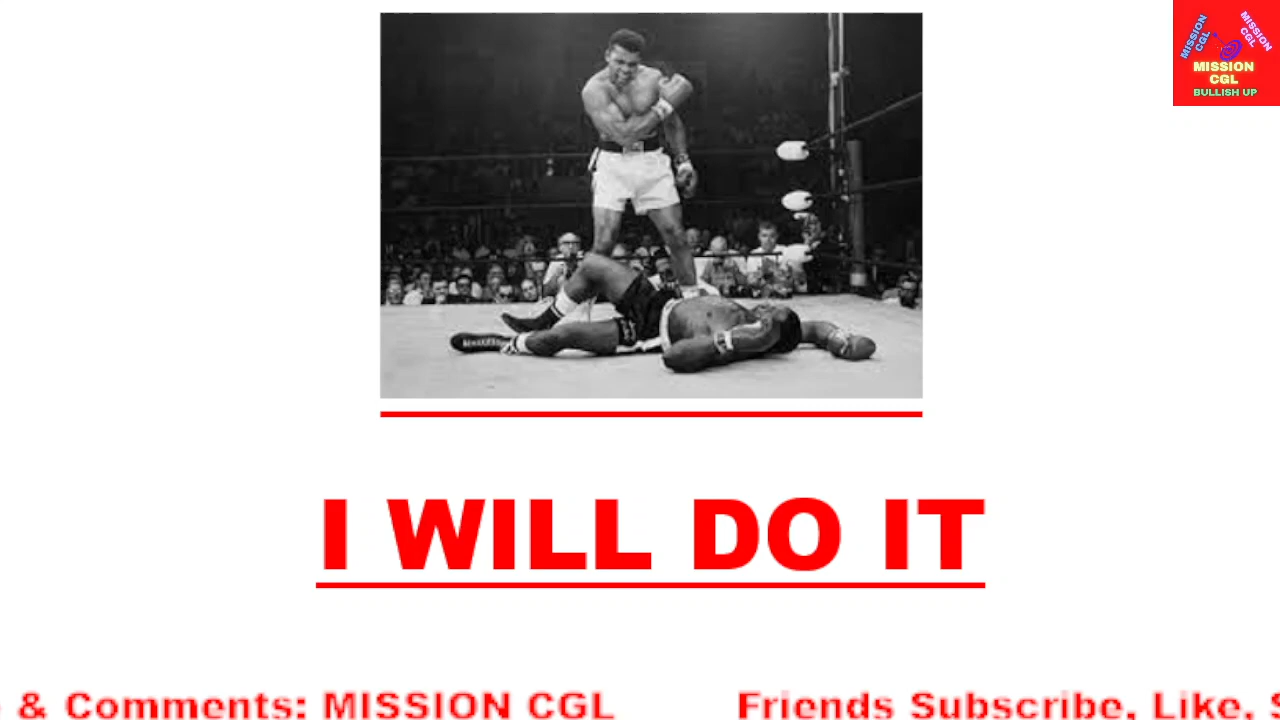 MISSION
CGL
MISSION
CGL
MISSION
CGL
BULLISH UP
I WILL DO IT
& Comments: MISSION CGL
Friends Subscribe, Like,